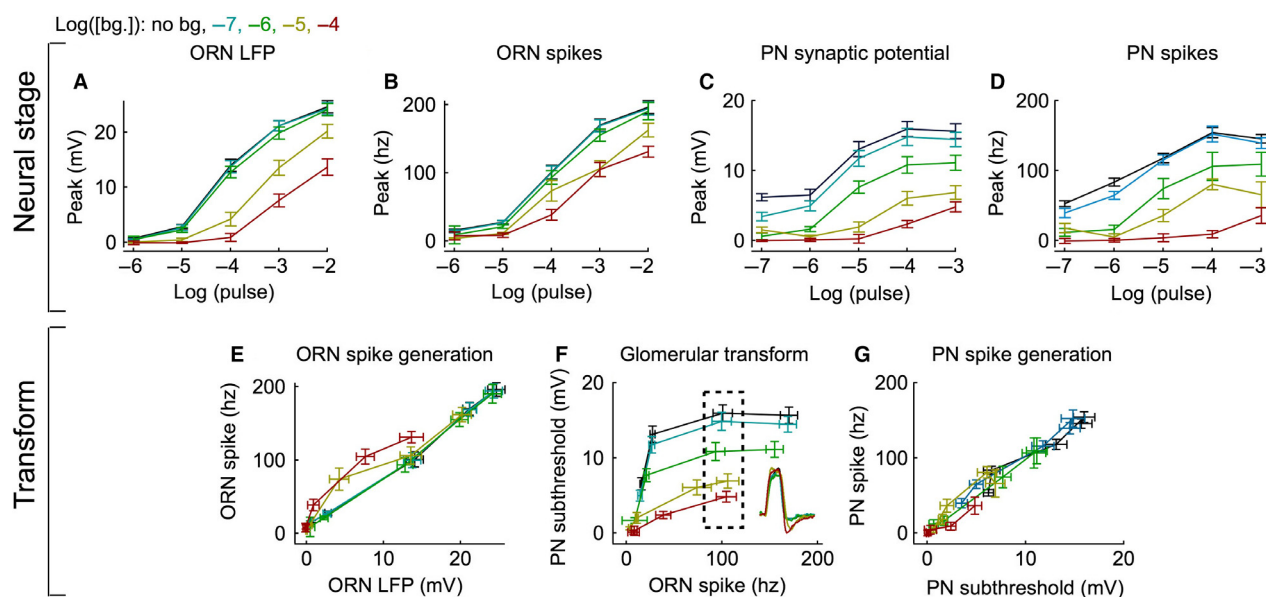 Log([bg.]): no bg, –7, –6, –5, –4
Neural stage
ORN LFP
ORN spikes
PN synaptic potential
PN spikes
A
B
C
D
Peak (mV)
20
10
0
–6 –5 –4 –3 –2
Log (pulse)
Peak (hz)
200
100
0
–6 –5 –4 –3 –2
Log (pulse)
Peak (mV)
20
10
0
–7 –6 –5 –4 –3
Log (pulse)
Peak (hz)
200
100
0
–7 –6 –5 –4 –3
Log (pulse)
Transform
E ORN spike generation
ORN spike (hz)
200
100
0
0 10 20
ORN LFP (mV)
F Glomerular transform
PN subthreshold (mV)
20
10
0
0 100 200
ORN spike (hz)
G PN spike generation
PN spike (hz)
200
100
0
0 10 20
PN subthreshold (mV)